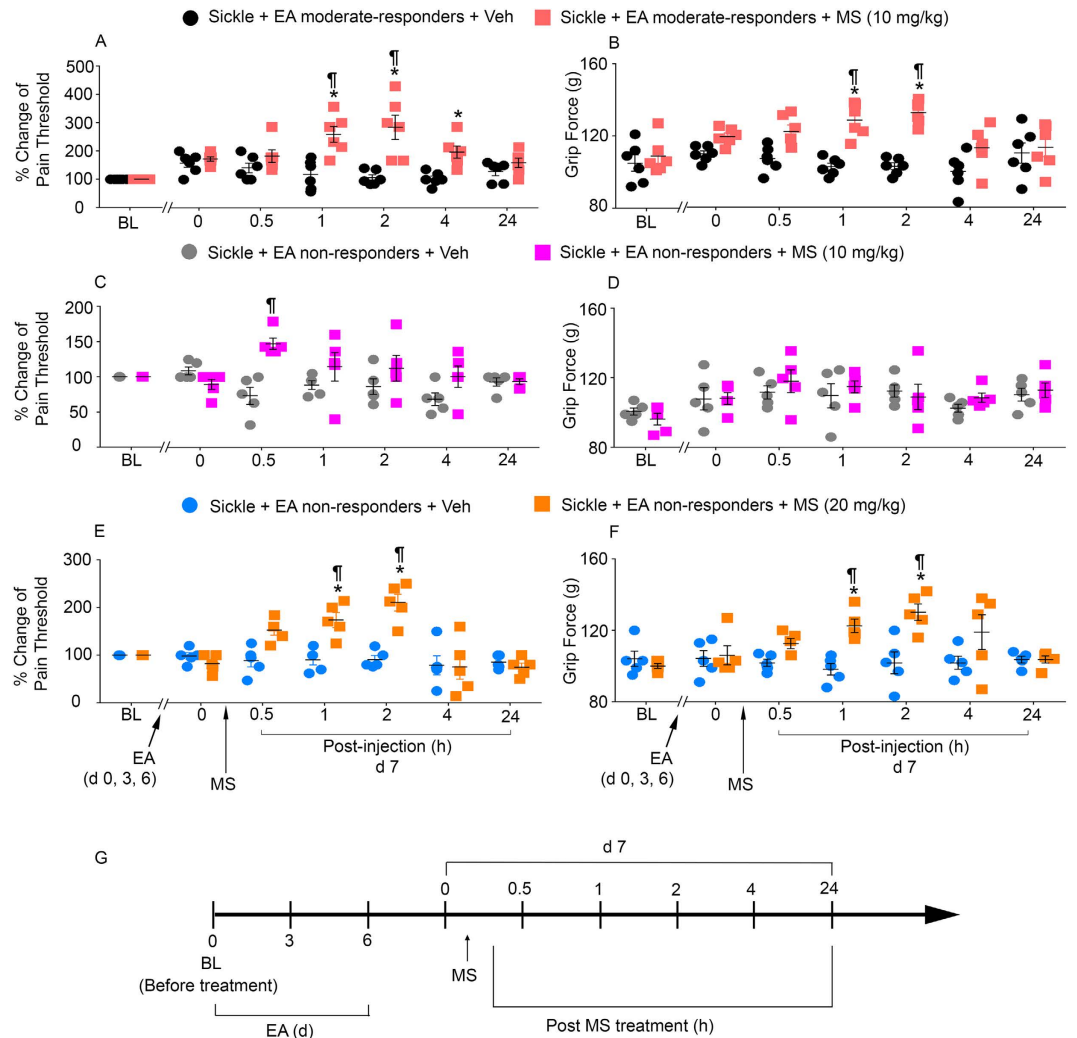 Sickle + EA moderate-responders + Veh Sickle + EA moderate-responders + MS (10 mg/kg)
A
% Change of
Pain Threshold
500
400
300
200
100
0
¶
*
¶
*
*
BL 0 0.5 1 2 4 24
B
Grip Force (g)
160
120
80
¶
*
¶
*
BL 0 0.5 1 2 4 24
Sickle + EA non-responders + Veh Sickle + EA non-responders + MS (10 mg/kg)
C
% Change of
Pain Threshold
200
150
100
50
0
¶
BL 0 0.5 1 2 4 24
D
Grip Force (g)
160
120
80
BL 0 0.5 1 2 4 24
Sickle + EA non-responders + Veh Sickle + EA non-responders + MS (20 mg/kg)
E
% Change of
Pain Threshold
300
200
100
0
¶
*
¶
*
BL 0 0.5 1 2 4 24
EA
(d 0, 3, 6)
MS
Post-injection (h)
d 7
F
Grip Force (g)
160
120
80
¶
*
¶
*
BL 0 0.5 1 2 4 24
EA
(d 0, 3, 6)
MS
Post-injection (h)
d 7
G
d 7
0 0.5 1 2 4 24
0 3 6
BL
(Before treatment)
MS
EA (d)
Post MS treatment (h)